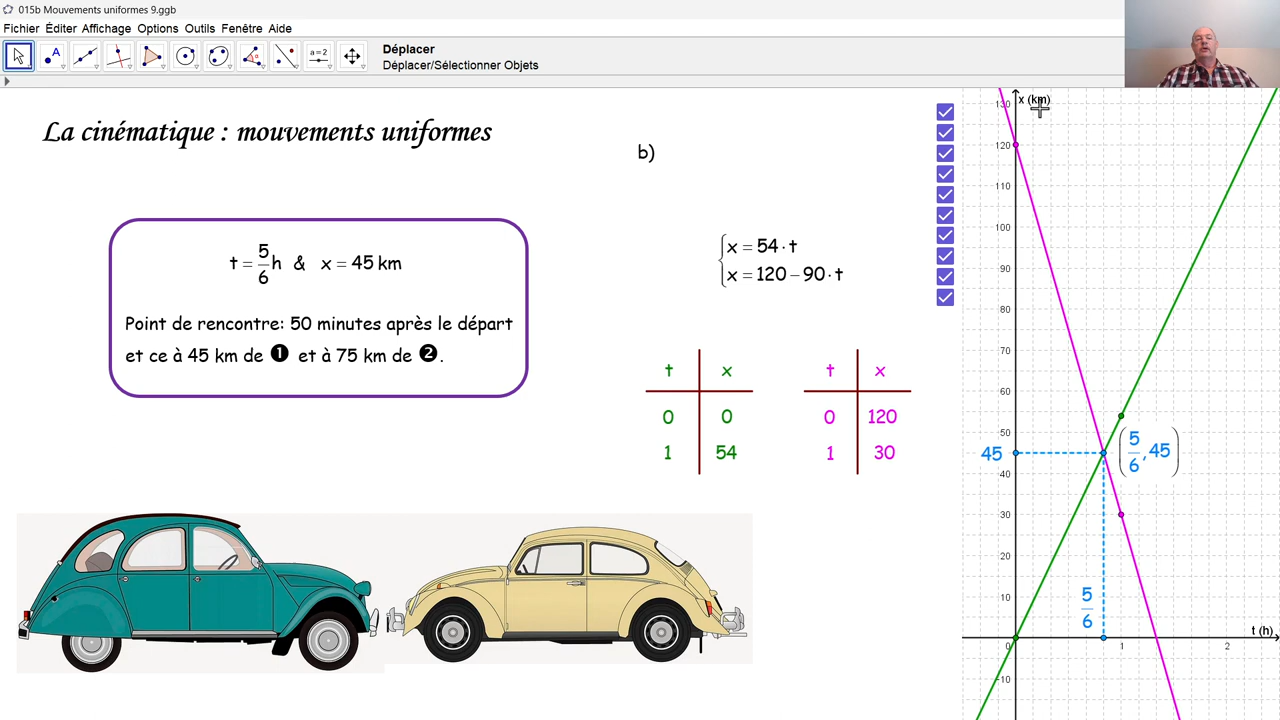 015b Mouvements uniformes 9.ggb
Fichier Éditer Affichage Options Outils Fenêtre Aide
A
a=2
Déplacer
Déplacer/Sélectionner Objets
La cinématique : mouvements uniformes
b)
t = 5/6 h & x = 45 km
Point de rencontre: 50 minutes après le départ
et ce à 45 km de ❶ et à 75 km de ❷.
x = 54 · t
x = 120 – 90 · t
t x
0 0
1 54
t x
0 120
1 30
x (km)
130
120
110
100
90
80
70
60
50
45
(5/6, 45)
40
30
20
10
5/6
t (h)
0 1 2
-10